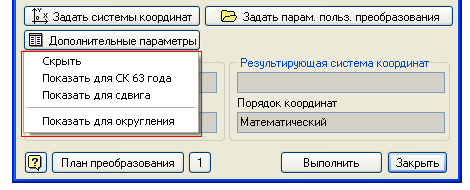 Задать системы координат
Задать парам. польз. преобразования
Дополнительные параметры
Скрыть
Показать для СК 63 года
Показать для сдвига
Показать для округления
Результирующая система координат
Порядок координат
Математический
План преобразования
1
Выполнить
Закрыть